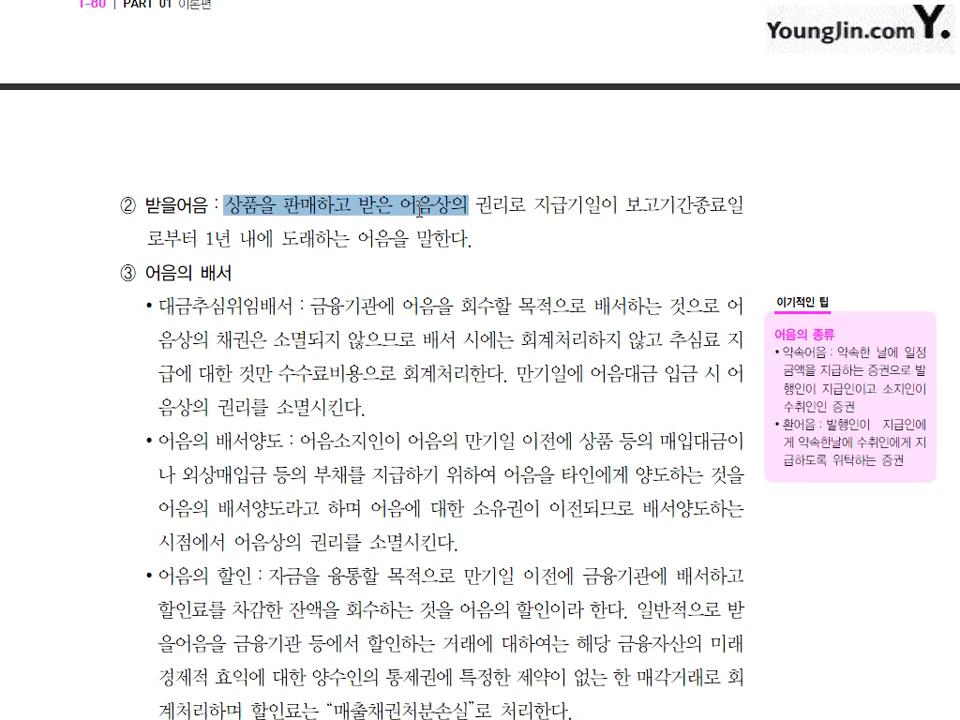 1-80 | PART 01 이론편
YoungJin.com Y.
② 받을어음 : 상품을 판매하고 받은 어음상의 권리로 지급기일이 보고기간종료일
로부터 1년 내에 도래하는 어음을 말한다.
③ 어음의 배서
• 대금추심위임배서 : 금융기관에 어음을 회수할 목적으로 배서하는 것으로 어
음상의 채권은 소멸되지 않으므로 배서 시에는 회계처리하지 않고 추심료 지
급에 대한 것만 수수료비용으로 회계처리한다. 만기일에 어음대금 입금 시 어
음상의 권리를 소멸시킨다.
• 어음의 배서양도 : 어음소지인이 어음의 만기일 이전에 상품 등의 매입대금이
나 외상매입금 등의 부채를 지급하기 위하여 어음을 타인에게 양도하는 것을
어음의 배서양도라고 하며 어음에 대한 소유권이 이전되므로 배서양도하는
시점에서 어음상의 권리를 소멸시킨다.
• 어음의 할인 : 자금을 융통할 목적으로 만기일 이전에 금융기관에 배서하고
할인료를 차감한 잔액을 회수하는 것을 어음의 할인이라 한다. 일반적으로 받
을어음을 금융기관 등에서 할인하는 거래에 대하여는 해당 금융자산의 미래
경제적 효익에 대한 양수인의 통제권에 특정한 제약이 없는 한 매각거래로 회
계처리하며 할인료는 “매출채권처분손실”로 처리한다.
이기적인 팁
어음의 종류
• 약속어음 : 약속한 날에 일정
금액을 지급하는 증권으로 발
행인이 지급인이고 소지인이
수취인인 증권
• 환어음 : 발행인이 지급인에
게 약속한날에 수취인에게 지
급하도록 위탁하는 증권